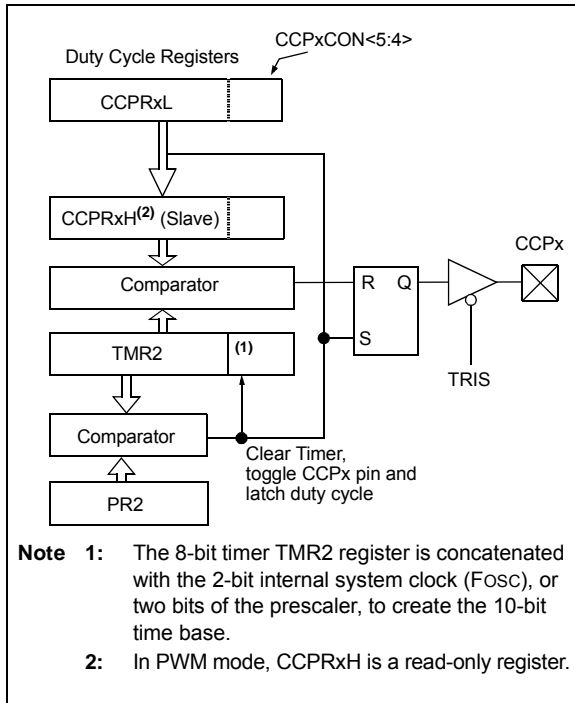 CCPxCON<5:4>
Duty Cycle Registers
CCPRxL
CCPRxH(2) (Slave)
CCPx
Comparator
R Q
S
TMR2 (1)
TRIS
Comparator
Clear Timer,
toggle CCPx pin and
latch duty cycle
PR2
Note 1: The 8-bit timer TMR2 register is concatenated
with the 2-bit internal system clock (FOSC), or
two bits of the prescaler, to create the 10-bit
time base.
2: In PWM mode, CCPRxH is a read-only register.